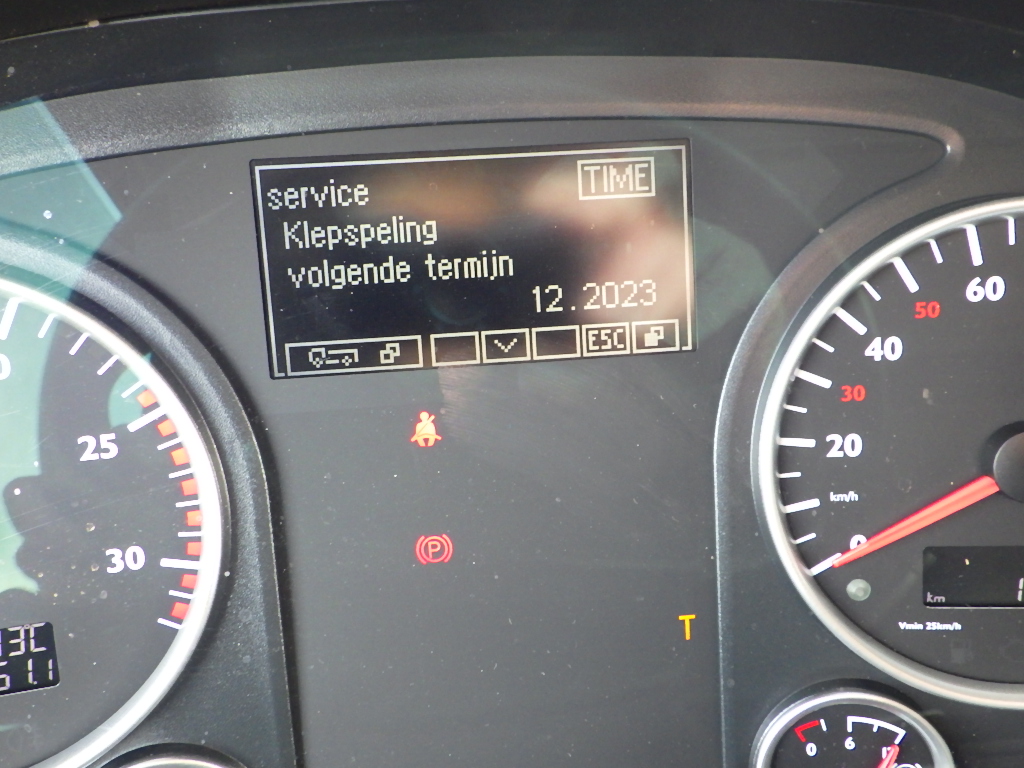 service
TIME
Klepspeling
volgende termijn
12.2023
ESC
25
30
60
50
40
30
20
km/h
0
km
Vmin 25km/h
T
0
6